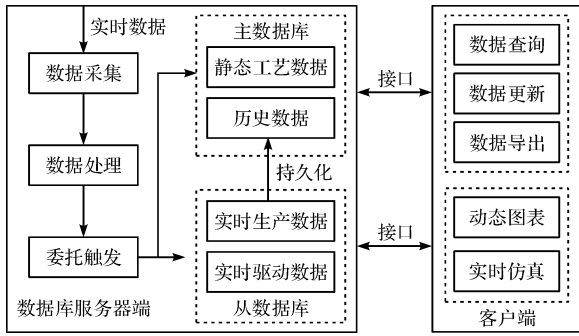 实时数据
数据采集
数据处理
委托触发
数据库服务器端
主数据库
静态工艺数据
历史数据
持久化
实时生产数据
实时驱动数据
从数据库
接口
接口
数据查询
数据更新
数据导出
动态图表
实时仿真
客户端